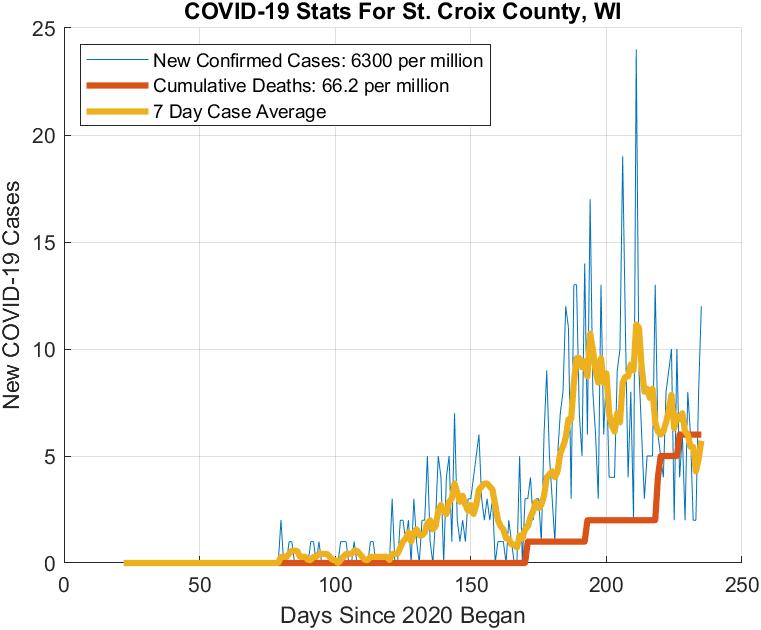 COVID-19 Stats For St. Croix County, WI
New Confirmed Cases: 6300 per million
Cumulative Deaths: 66.2 per million
7 Day Case Average
New COVID-19 Cases
25
20
15
10
5
0
0 50 100 150 200 250
Days Since 2020 Began